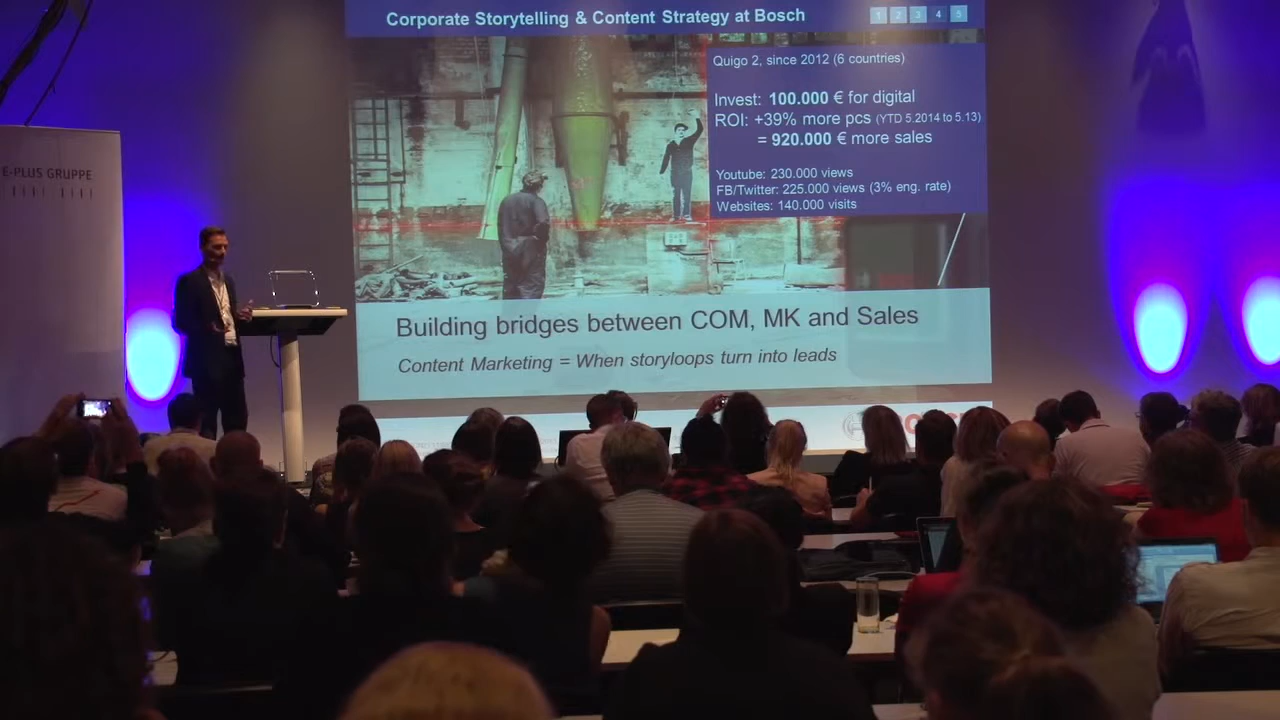 Corporate Storytelling & Content Strategy at Bosch
1 2 3 4 5
Quigo 2, since 2012 (6 countries)
Invest: 100.000 € for digital
ROI: +39% more pcs (YTD 5.2014 to 5.13)
= 920.000 € more sales
Youtube: 230.000 views
FB/Twitter: 225.000 views (3% eng. rate)
Websites: 140.000 visits
E-PLUS GRUPPE
Building bridges between COM, MK and Sales
Content Marketing = When storyloops turn into leads